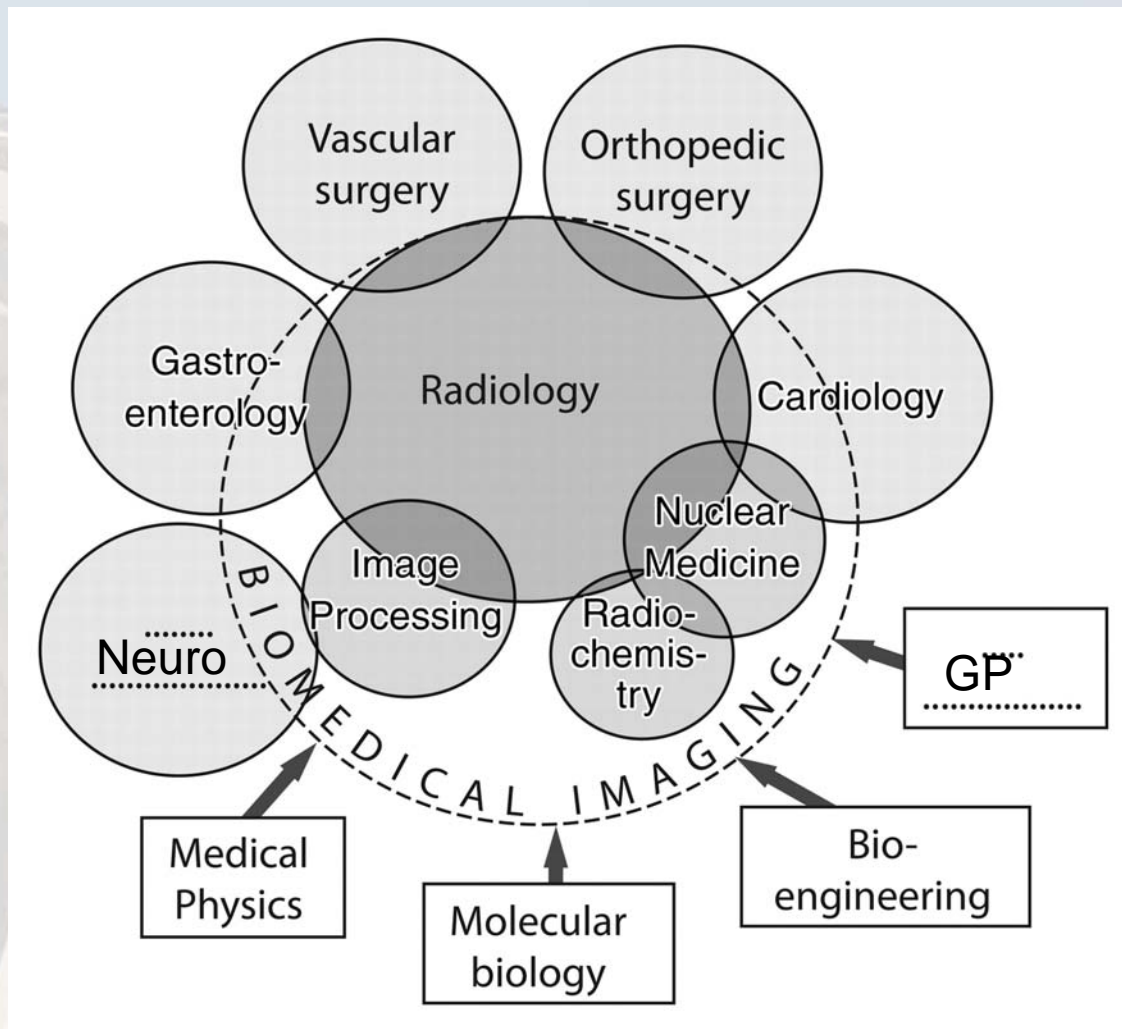 Vascular
surgery
Orthopedic
surgery
Gastro-
enterology
Radiology
Cardiology
Image
Processing
Nuclear
Medicine
Radio-
chemis-
try
Neuro
BIOMEDICAL IMAGING
GP
Medical
Physics
Molecular
biology
Bio-
engineering